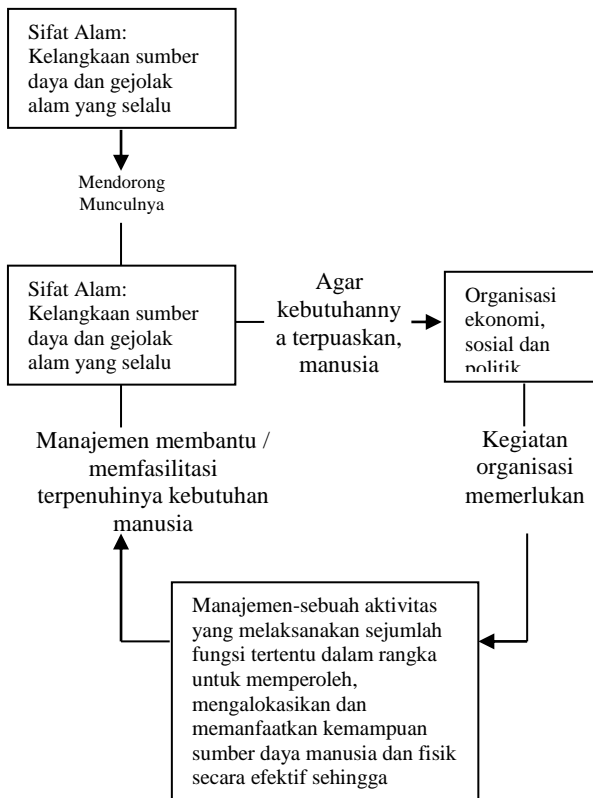 Sifat Alam:
Kelangkaan sumber
daya dan gejolak
alam yang selalu
Mendorong
Munculnya
Sifat Alam:
Kelangkaan sumber
daya dan gejolak
alam yang selalu
Agar
kebutuhanny
a terpuaskan,
manusia
Organisasi
ekonomi,
sosial dan
politik
Manajemen membantu /
memfasilitasi
terpenuhinya kebutuhan
manusia
Kegiatan
organisasi
memerlukan
Manajemen-sebuah aktivitas
yang melaksanakan sejumlah
fungsi tertentu dalam rangka
untuk memperoleh,
mengalokasikan dan
memanfaatkan kemampuan
sumber daya manusia dan fisik
secara efektif sehingga